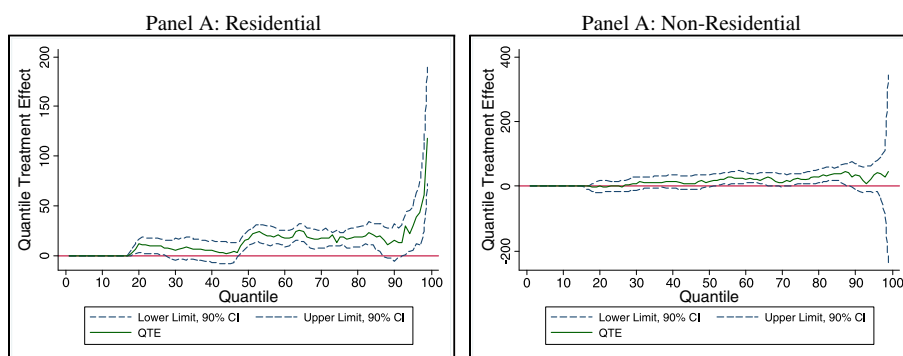 Panel A: Residential
Quantile Treatment Effect
200
150
100
50
0
0 10 20 30 40 50 60 70 80 90 100
Quantile
Lower Limit, 90% CI
Upper Limit, 90% CI
QTE
Panel A: Non-Residential
Quantile Treatment Effect
400
200
0
-200
0 10 20 30 40 50 60 70 80 90 100
Quantile
Lower Limit, 90% CI
Upper Limit, 90% CI
QTE